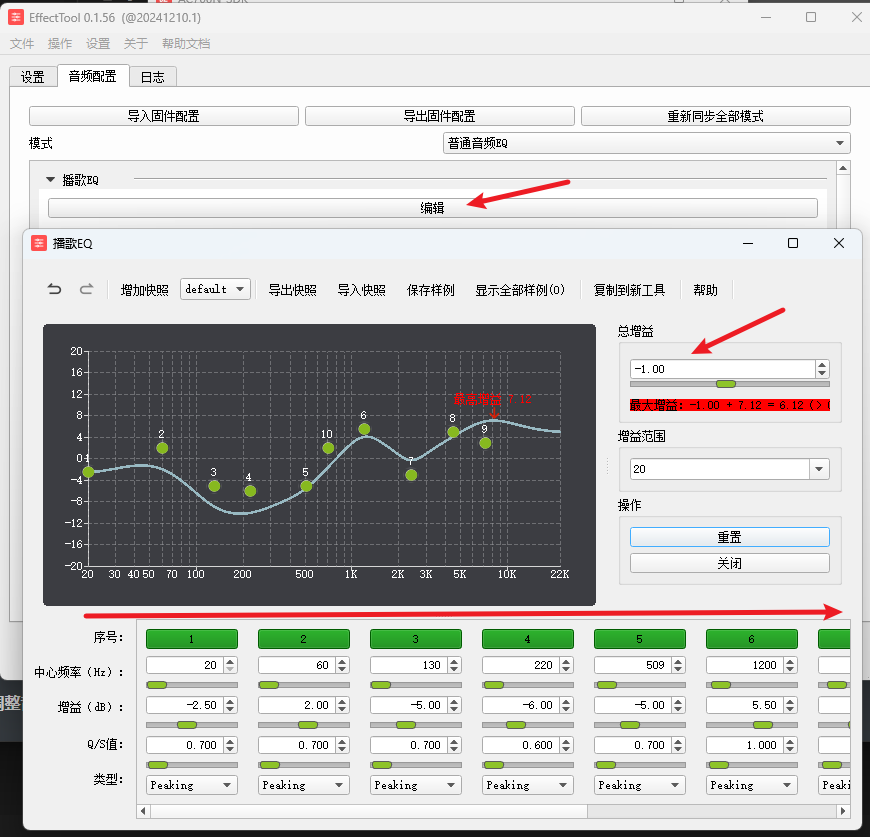 EffectTool 0.1.56 (@20241210.1)
文件 操作 设置 关于 帮助文档
设置 音频配置 日志
导入固件配置 导出固件配置 重新同步全部模式
模式 普通音频EQ
播歌EQ
编辑
播歌EQ
增加快照 default 导出快照 导入快照 保存样例 显示全部样例(0) 复制到新工具 帮助
总增益
-1.00
最大增益: -1.00 + 7.12 = 6.12 (>
增益范围
20
操作
重置
关闭
20
16
12
8
4
0
-4
-8
-12
-16
-20
20 30 40 50 70 100 200 500 1K 2K 3K 5K 10K 22K
1 2 3 4 5 10 6 7 8 9
序号: 1 2 3 4 5 6
中心频率(Hz): 20 60 130 220 509 1200
增益(dB): -2.50 2.00 -5.00 -6.00 -5.00 5.50
Q/S值: 0.700 0.700 0.700 0.600 0.700 1.000
类型: Peaking Peaking Peaking Peaking Peaking Peaking Peaki